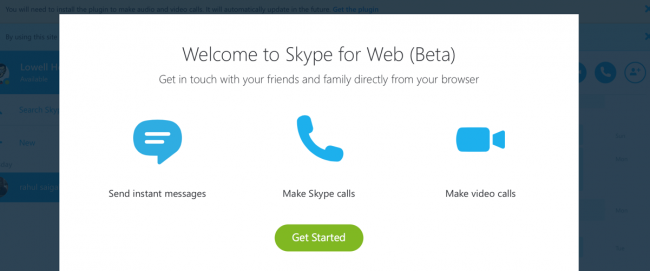 You will need to install the plugin to make audio and video calls. It will automatically update in the future. Get the plugin
By using this site
Welcome to Skype for Web (Beta)
Lowell
Get in touch with your friends and family directly from your browser
Search Skyp
Send instant messages
Make Skype calls
Make video calls
Get Started